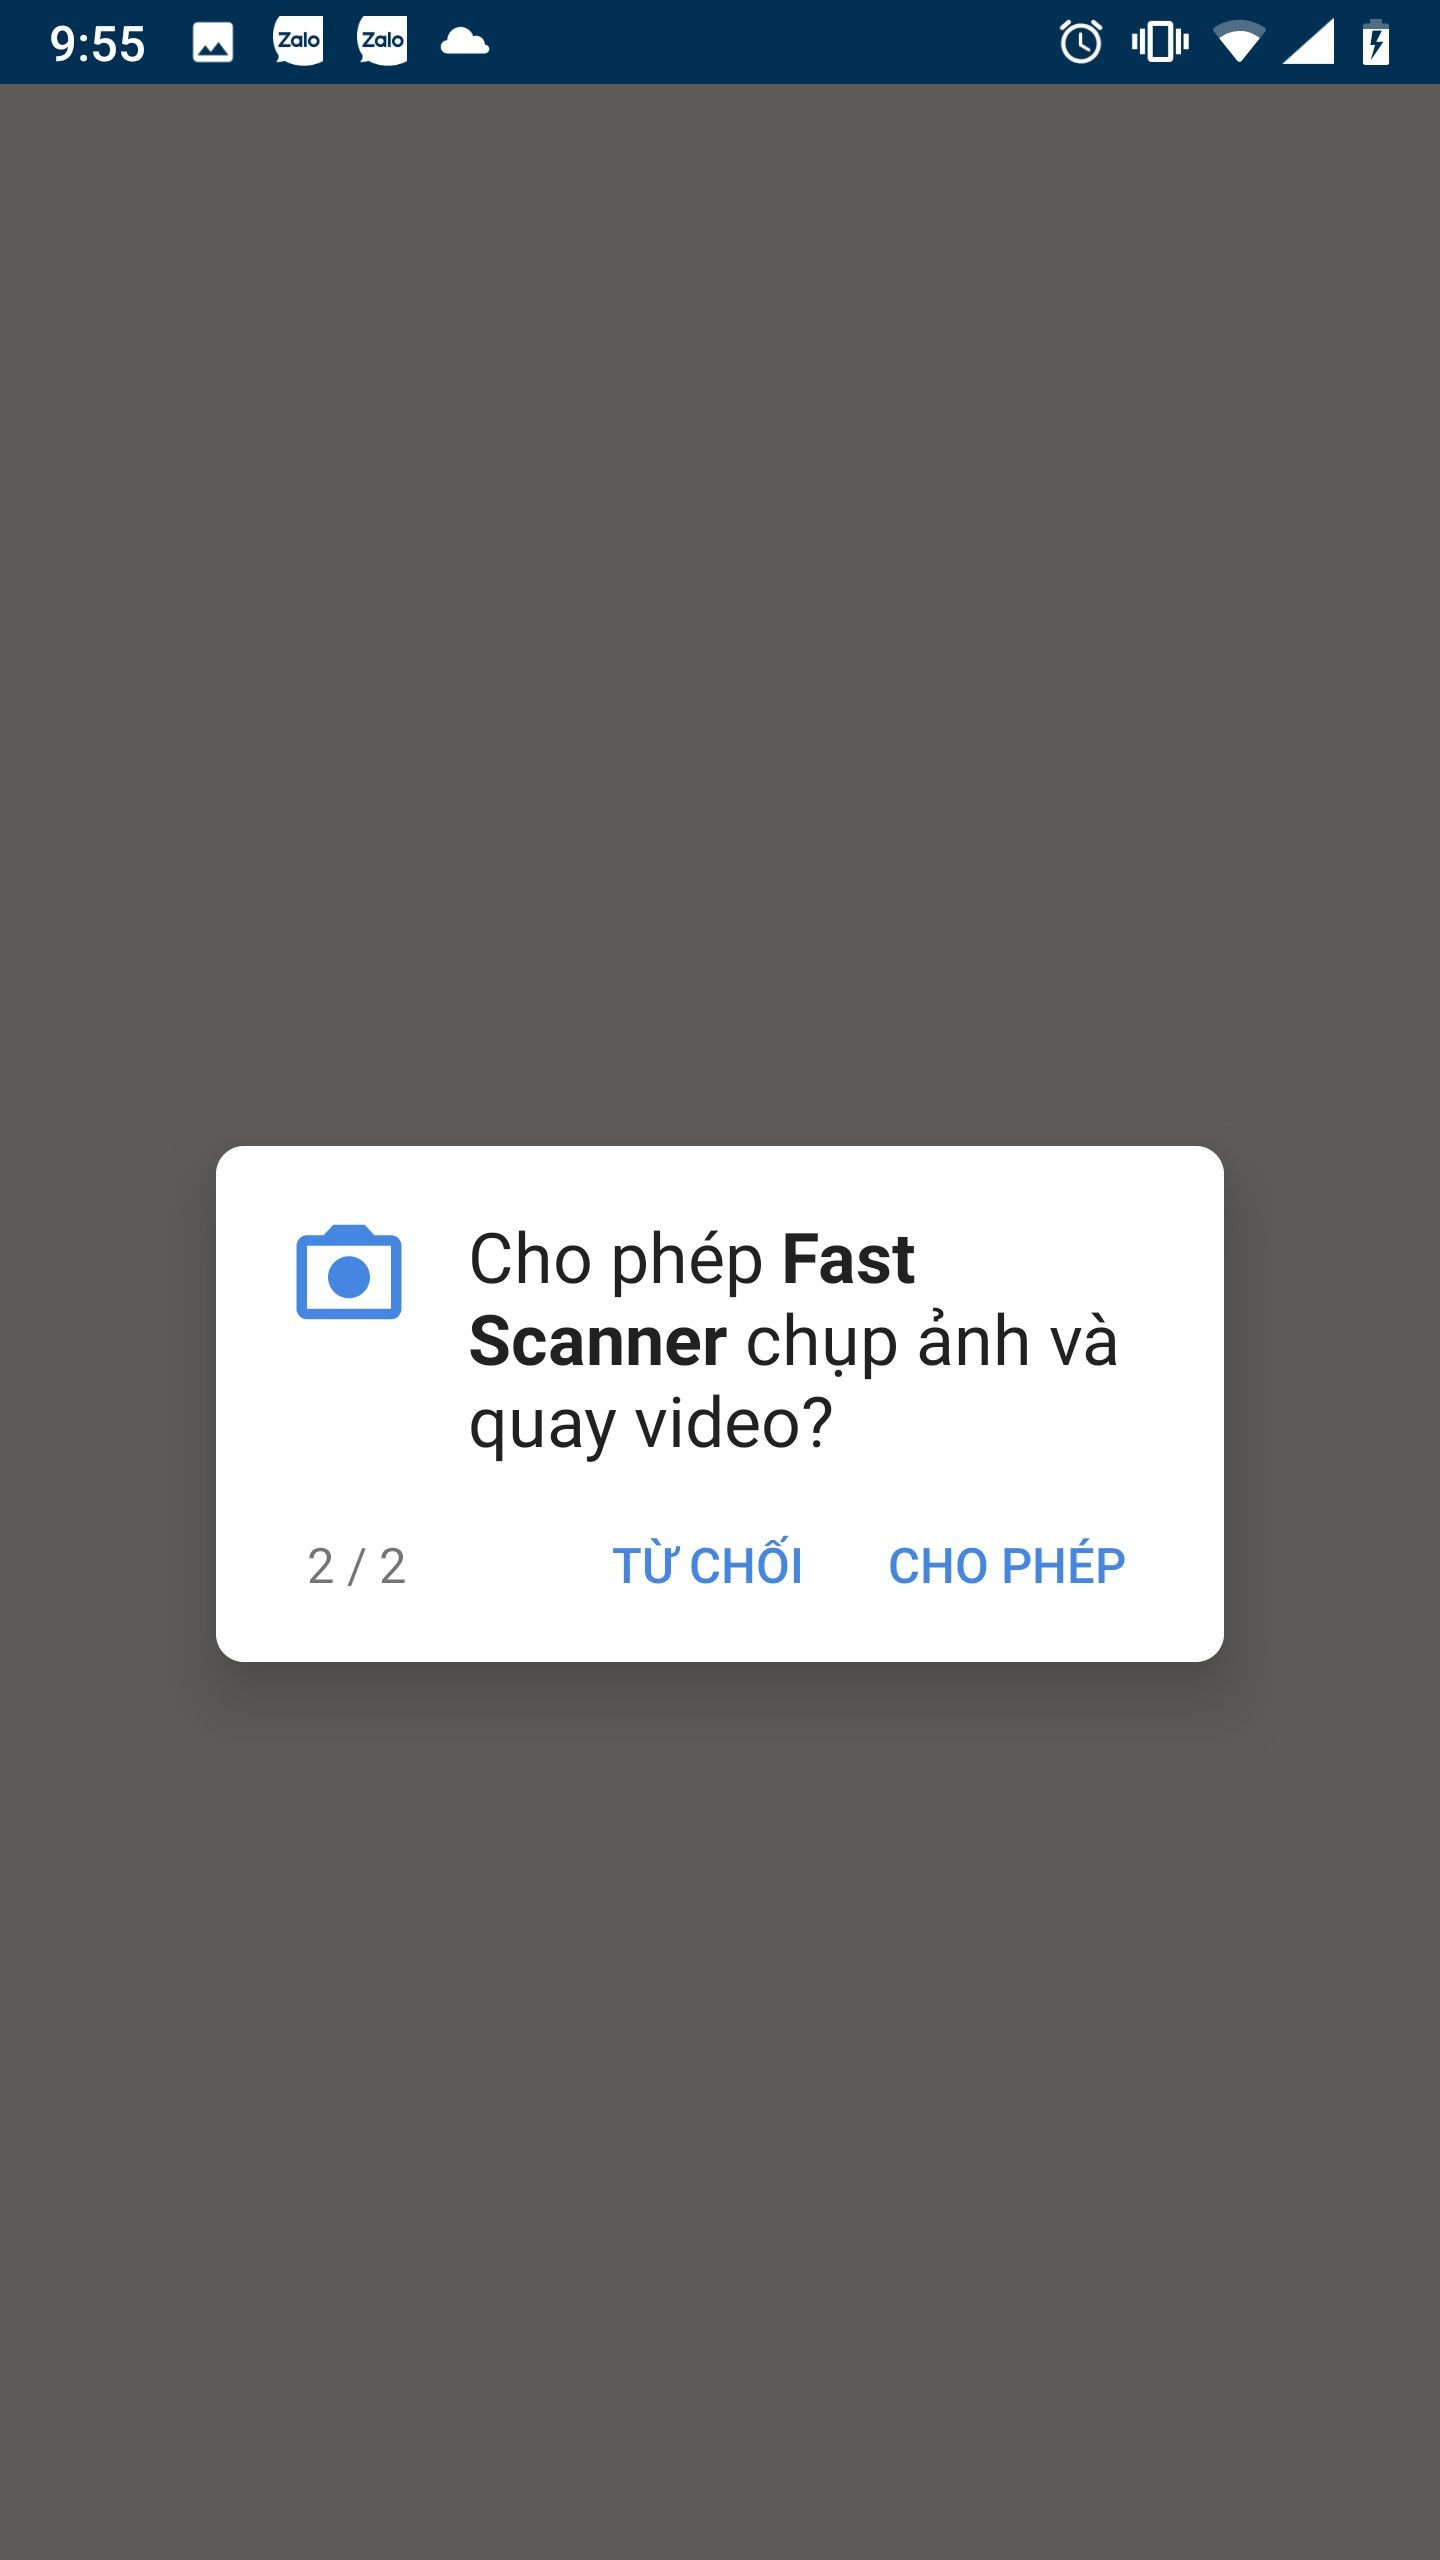 9:55
Zalo
Zalo
Cho phép Fast
Scanner chụp ảnh và
quay video?
2 / 2
TỪ CHỐI
CHO PHÉP